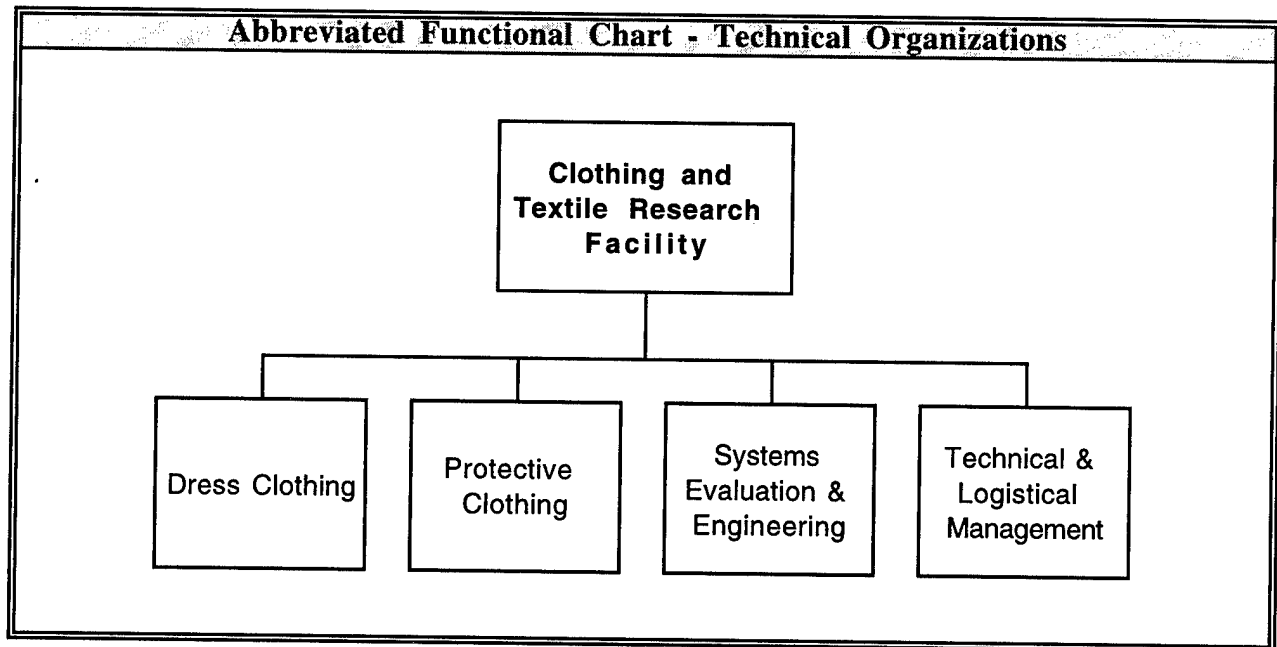 Abbreviated Functional Chart - Technical Organizations
Clothing and
Textile Research
Facility
Dress Clothing
Protective
Clothing
Systems
Evaluation &
Engineering
Technical &
Logistical
Management